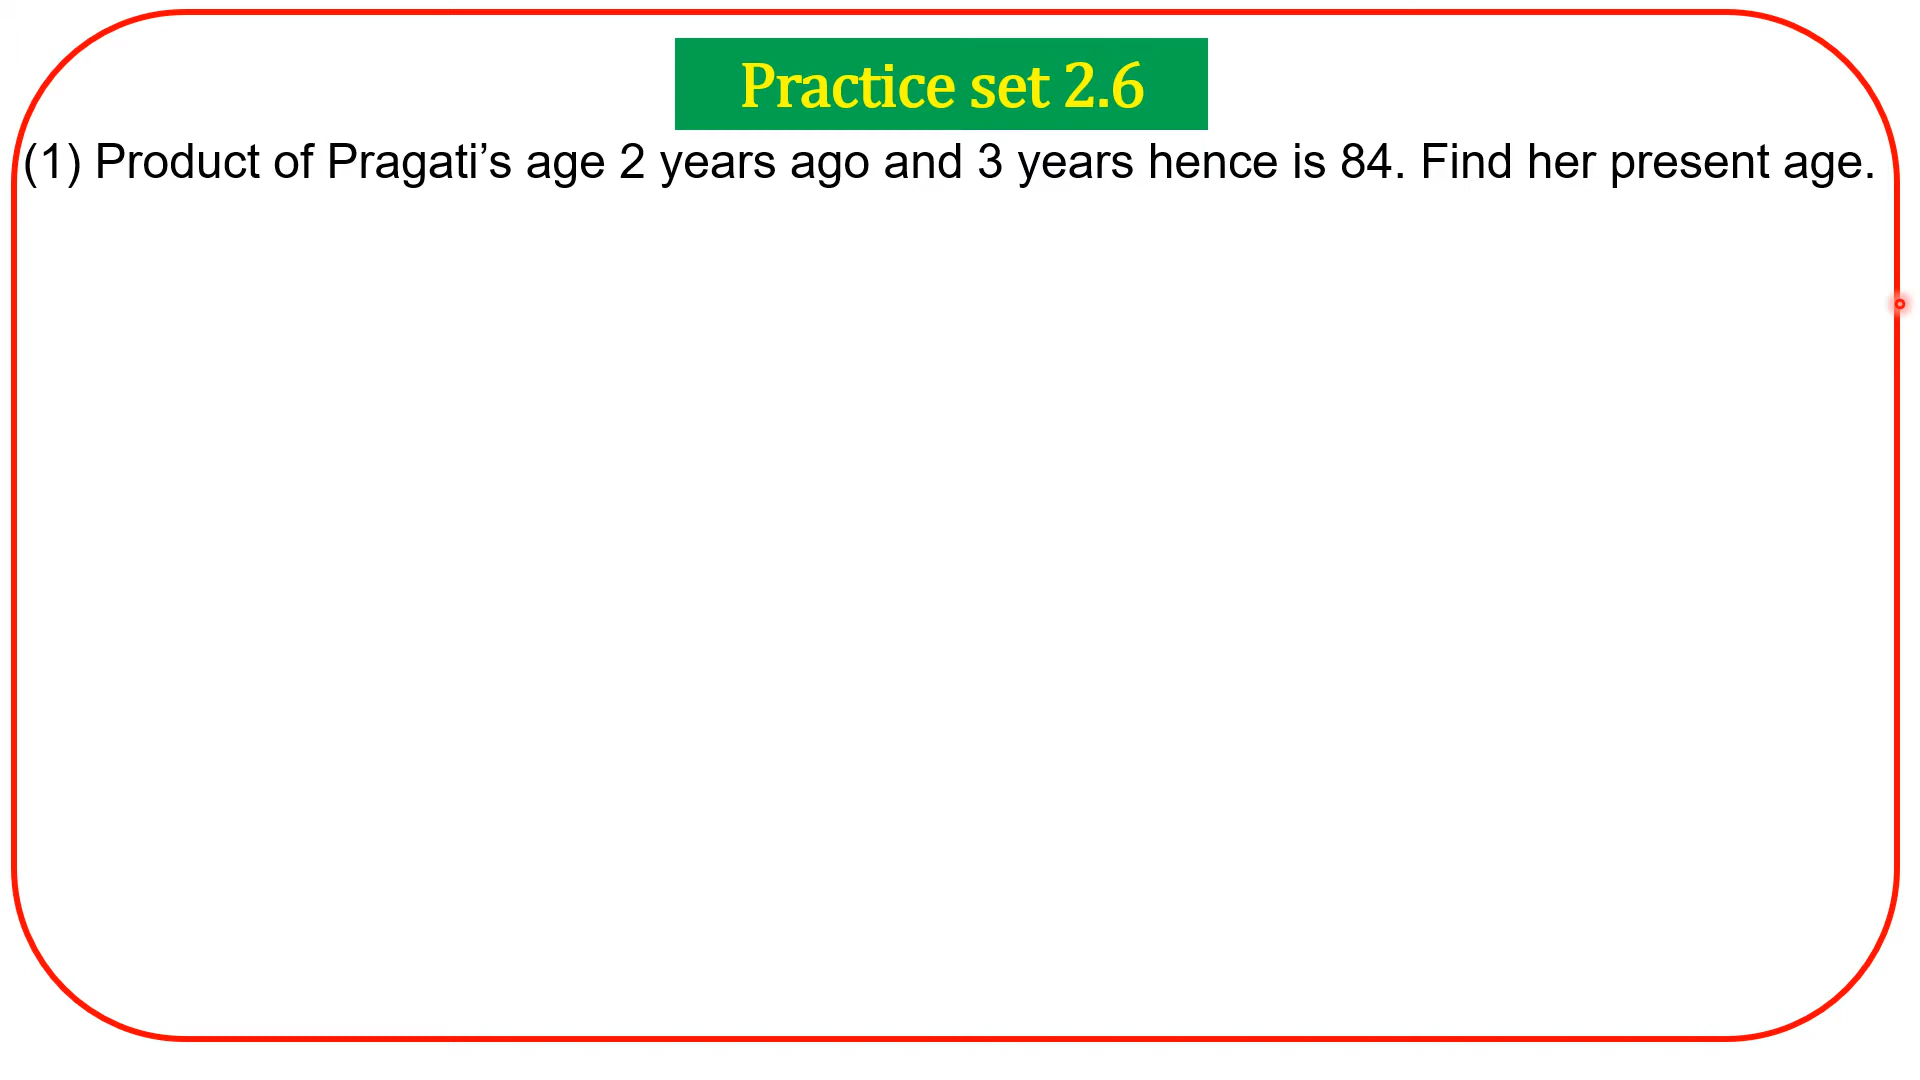 Practice set 2.6
(1) Product of Pragati’s age 2 years ago and 3 years hence is 84. Find her present age.